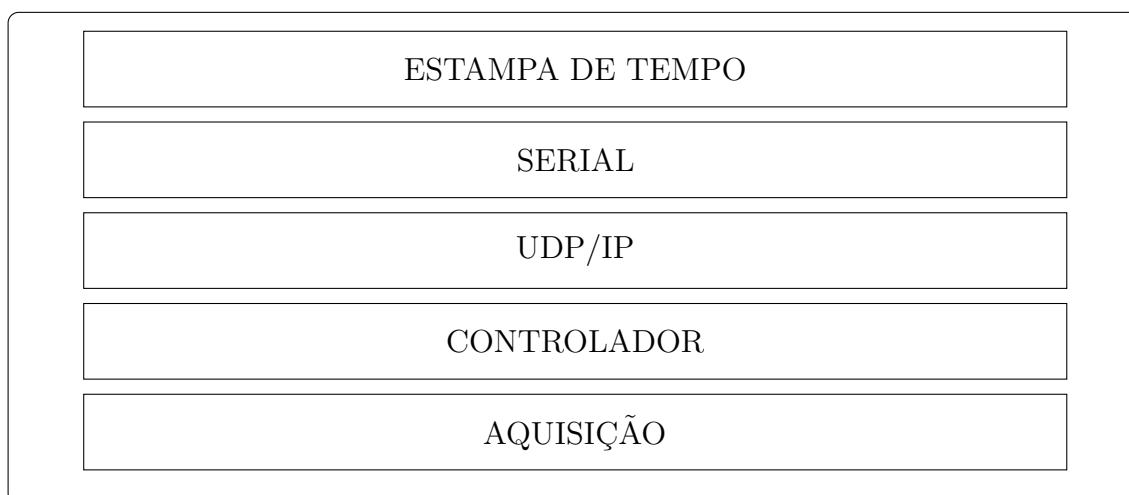 ESTAMPA DE TEMPO
SERIAL
UDP/IP
CONTROLADOR
AQUISIÇÃO